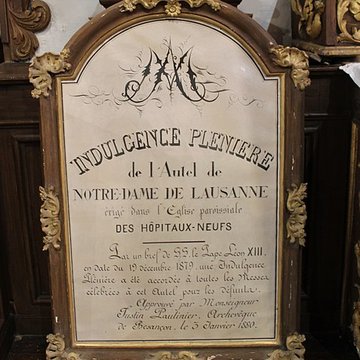 INDULGENCE PLENIERE
de l'Autel de
NOTRE-DAME DE LAUSANNE
érigé dans l'Eglise paroissiale
DES HÔPITAUX-NEUFS
Par un bref de SS. le Pape Léon XIII,
en date du 19 décembre 1879, une Indulgence
Plénière a été accordée à toutes les Messes
célébrées à cet Autel pour les défunts.
Approuvé par Monseigneur
Justin Paulinier, Archevêque
de Besançon, le 5 Janvier 1880.